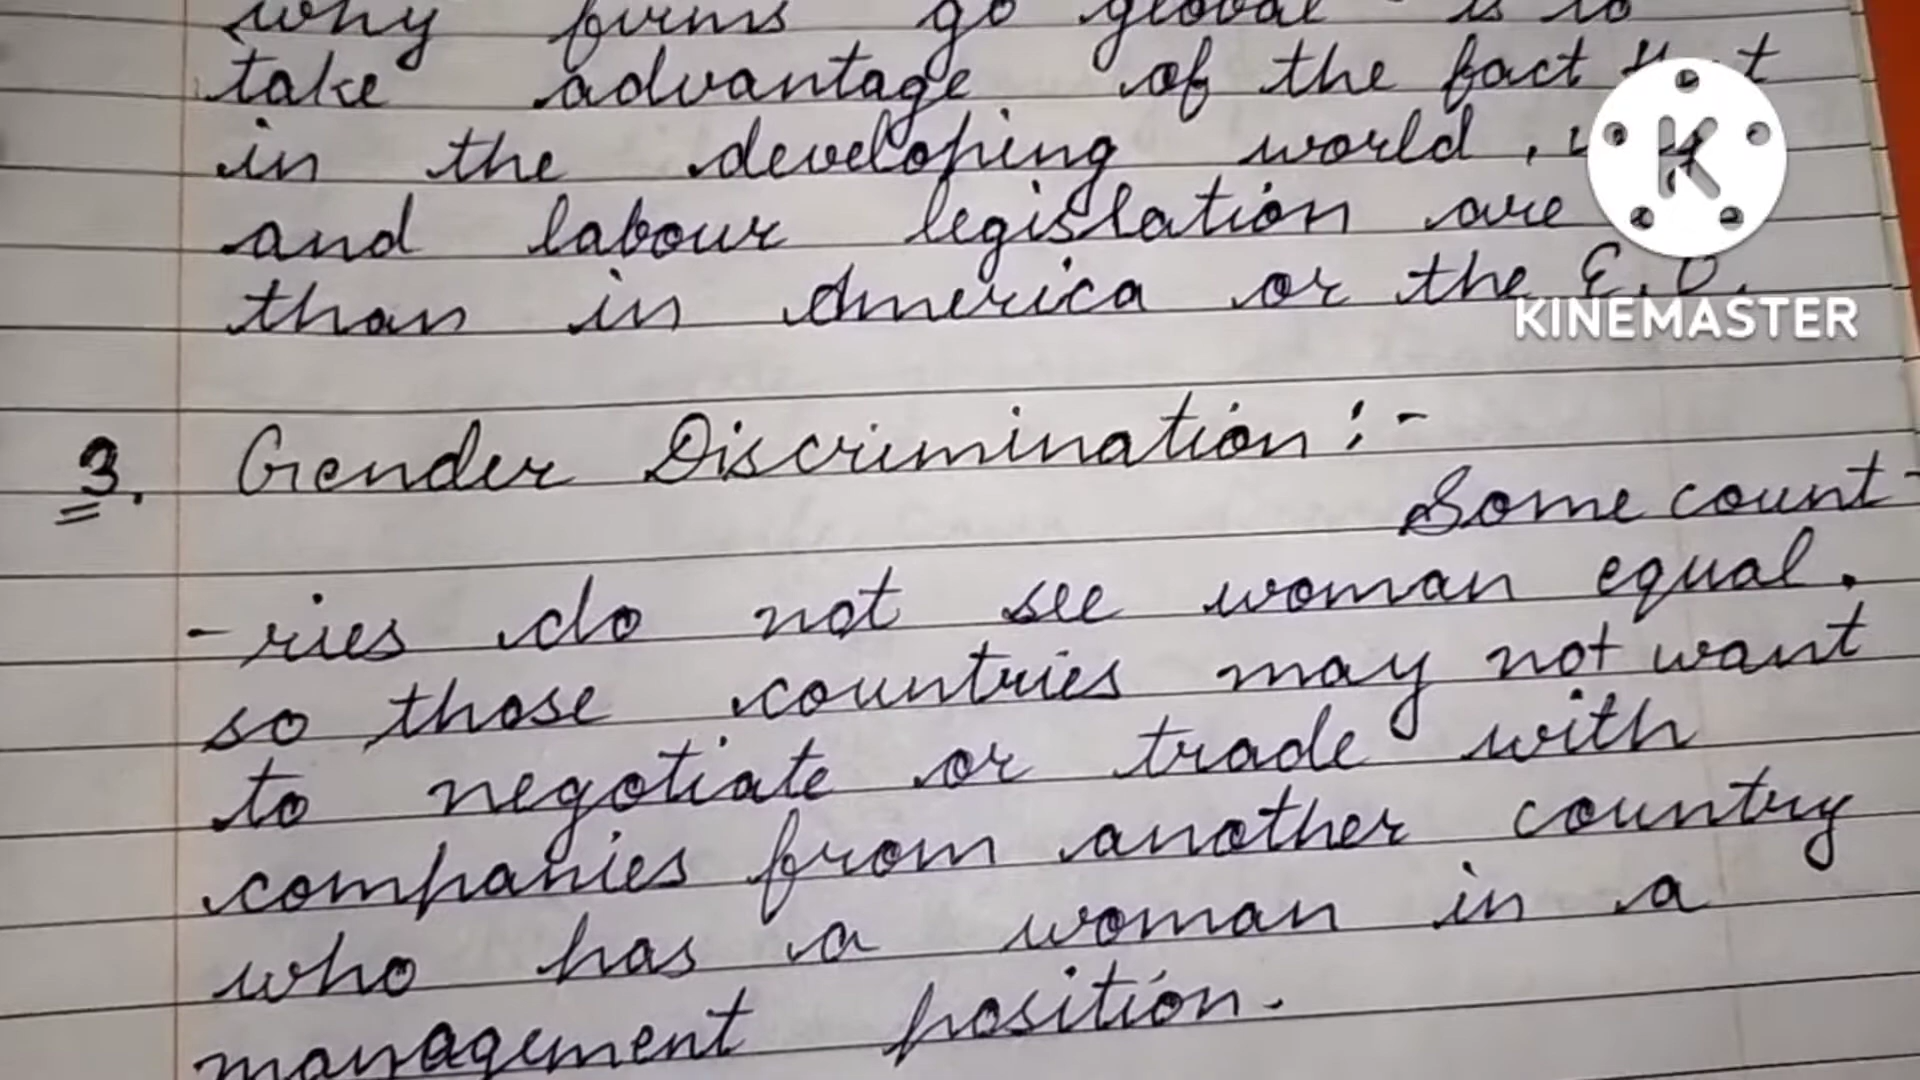 why firms go global is to
take advantage of the fact
in the developing world,
and labour legislation are
than in America or the E.U.
KINEMASTER
3. Gender Discrimination :-
Some count-
-ries do not see woman equal.
so those countries may not want
to negotiate or trade with
companies from another country
who has a woman in a
management position.